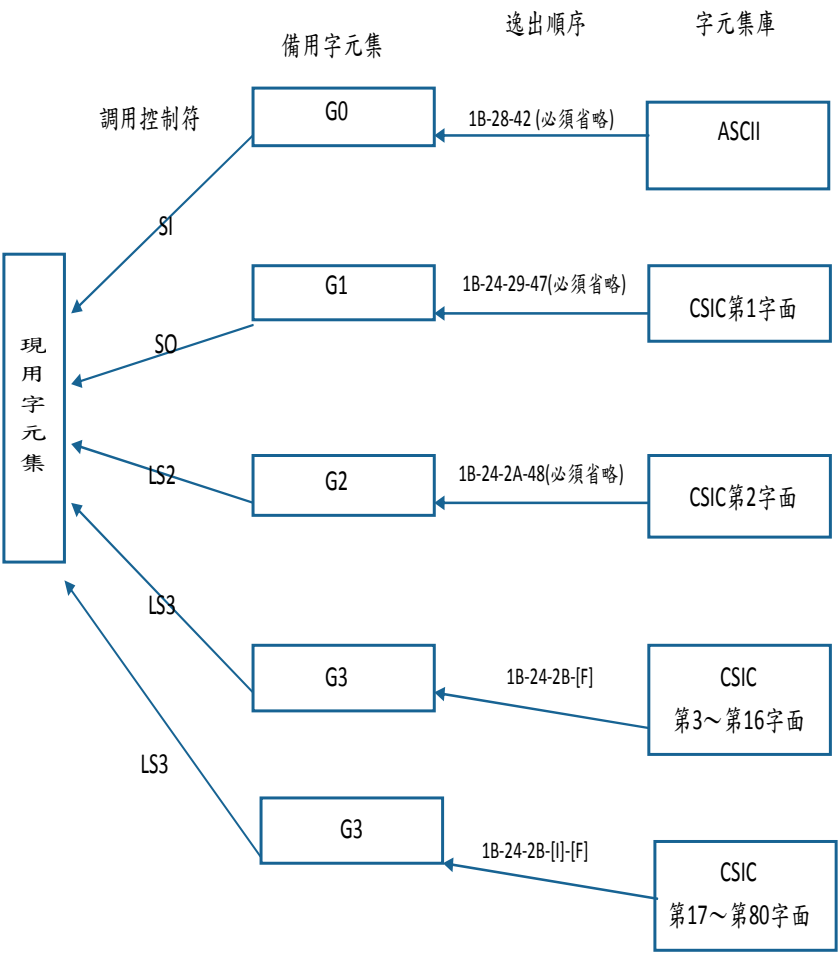 逸出順序
字元集庫
備用字元集
調用控制符
G0
1B-28-42 (必須省略)
ASCII
SI
G1
1B-24-29-47(必須省略)
CSIC第1字面
SO
現用字元集
G2
1B-24-2A-48(必須省略)
CSIC第2字面
LS2
LS3
G3
1B-24-2B-[F]
CSIC
第3～第16字面
LS3
G3
1B-24-2B-[I]-[F]
CSIC
第17～第80字面